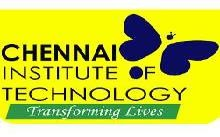 CHENNAI
INSTITUTE OF
TECHNOLOGY
Transforming Lives